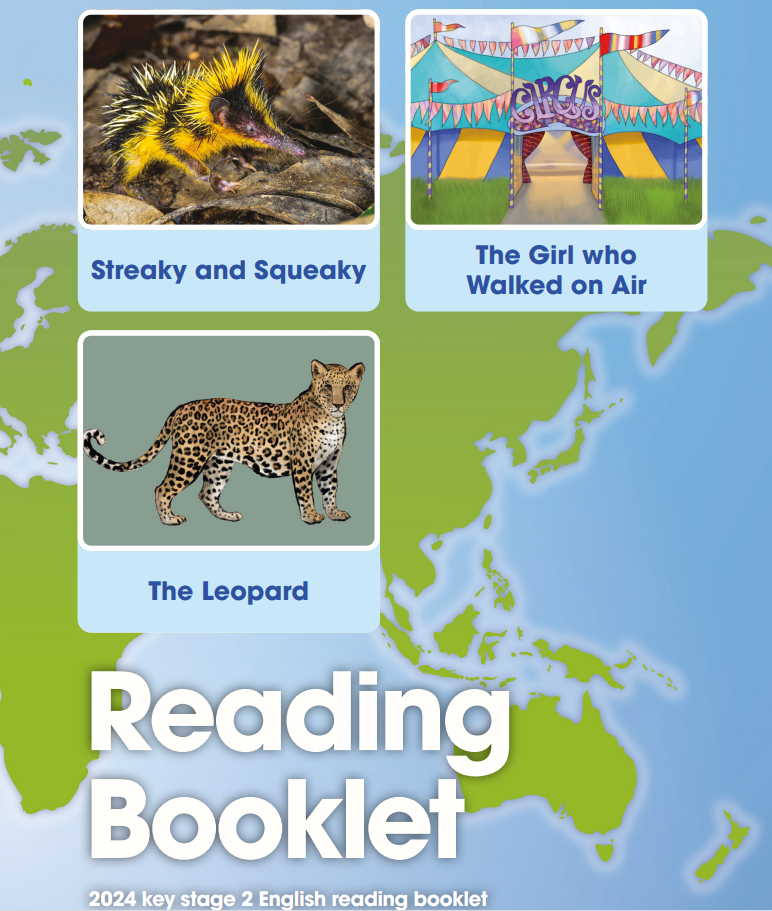 CIRCUS
Streaky and Squeaky
The Girl who
Walked on Air
The Leopard
Reading
Booklet
2024 key stage 2 English reading booklet